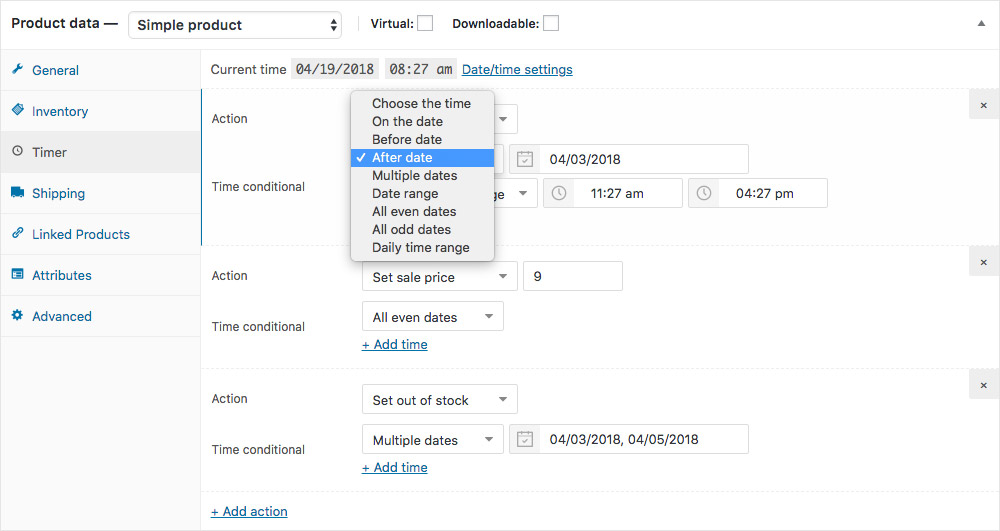 Product data — Simple product Virtual: Downloadable:
General
Inventory
Timer
Shipping
Linked Products
Attributes
Advanced
Current time 04/19/2018 08:27 am Date/time settings
Action
Choose the time
On the date
Before date
After date
Multiple dates
Date range
All even dates
All odd dates
Daily time range
Time conditional
04/03/2018
ge 11:27 am 04:27 pm
Action Set sale price 9
Time conditional All even dates
+ Add time
Action Set out of stock
Time conditional Multiple dates 04/03/2018, 04/05/2018
+ Add time
+ Add action